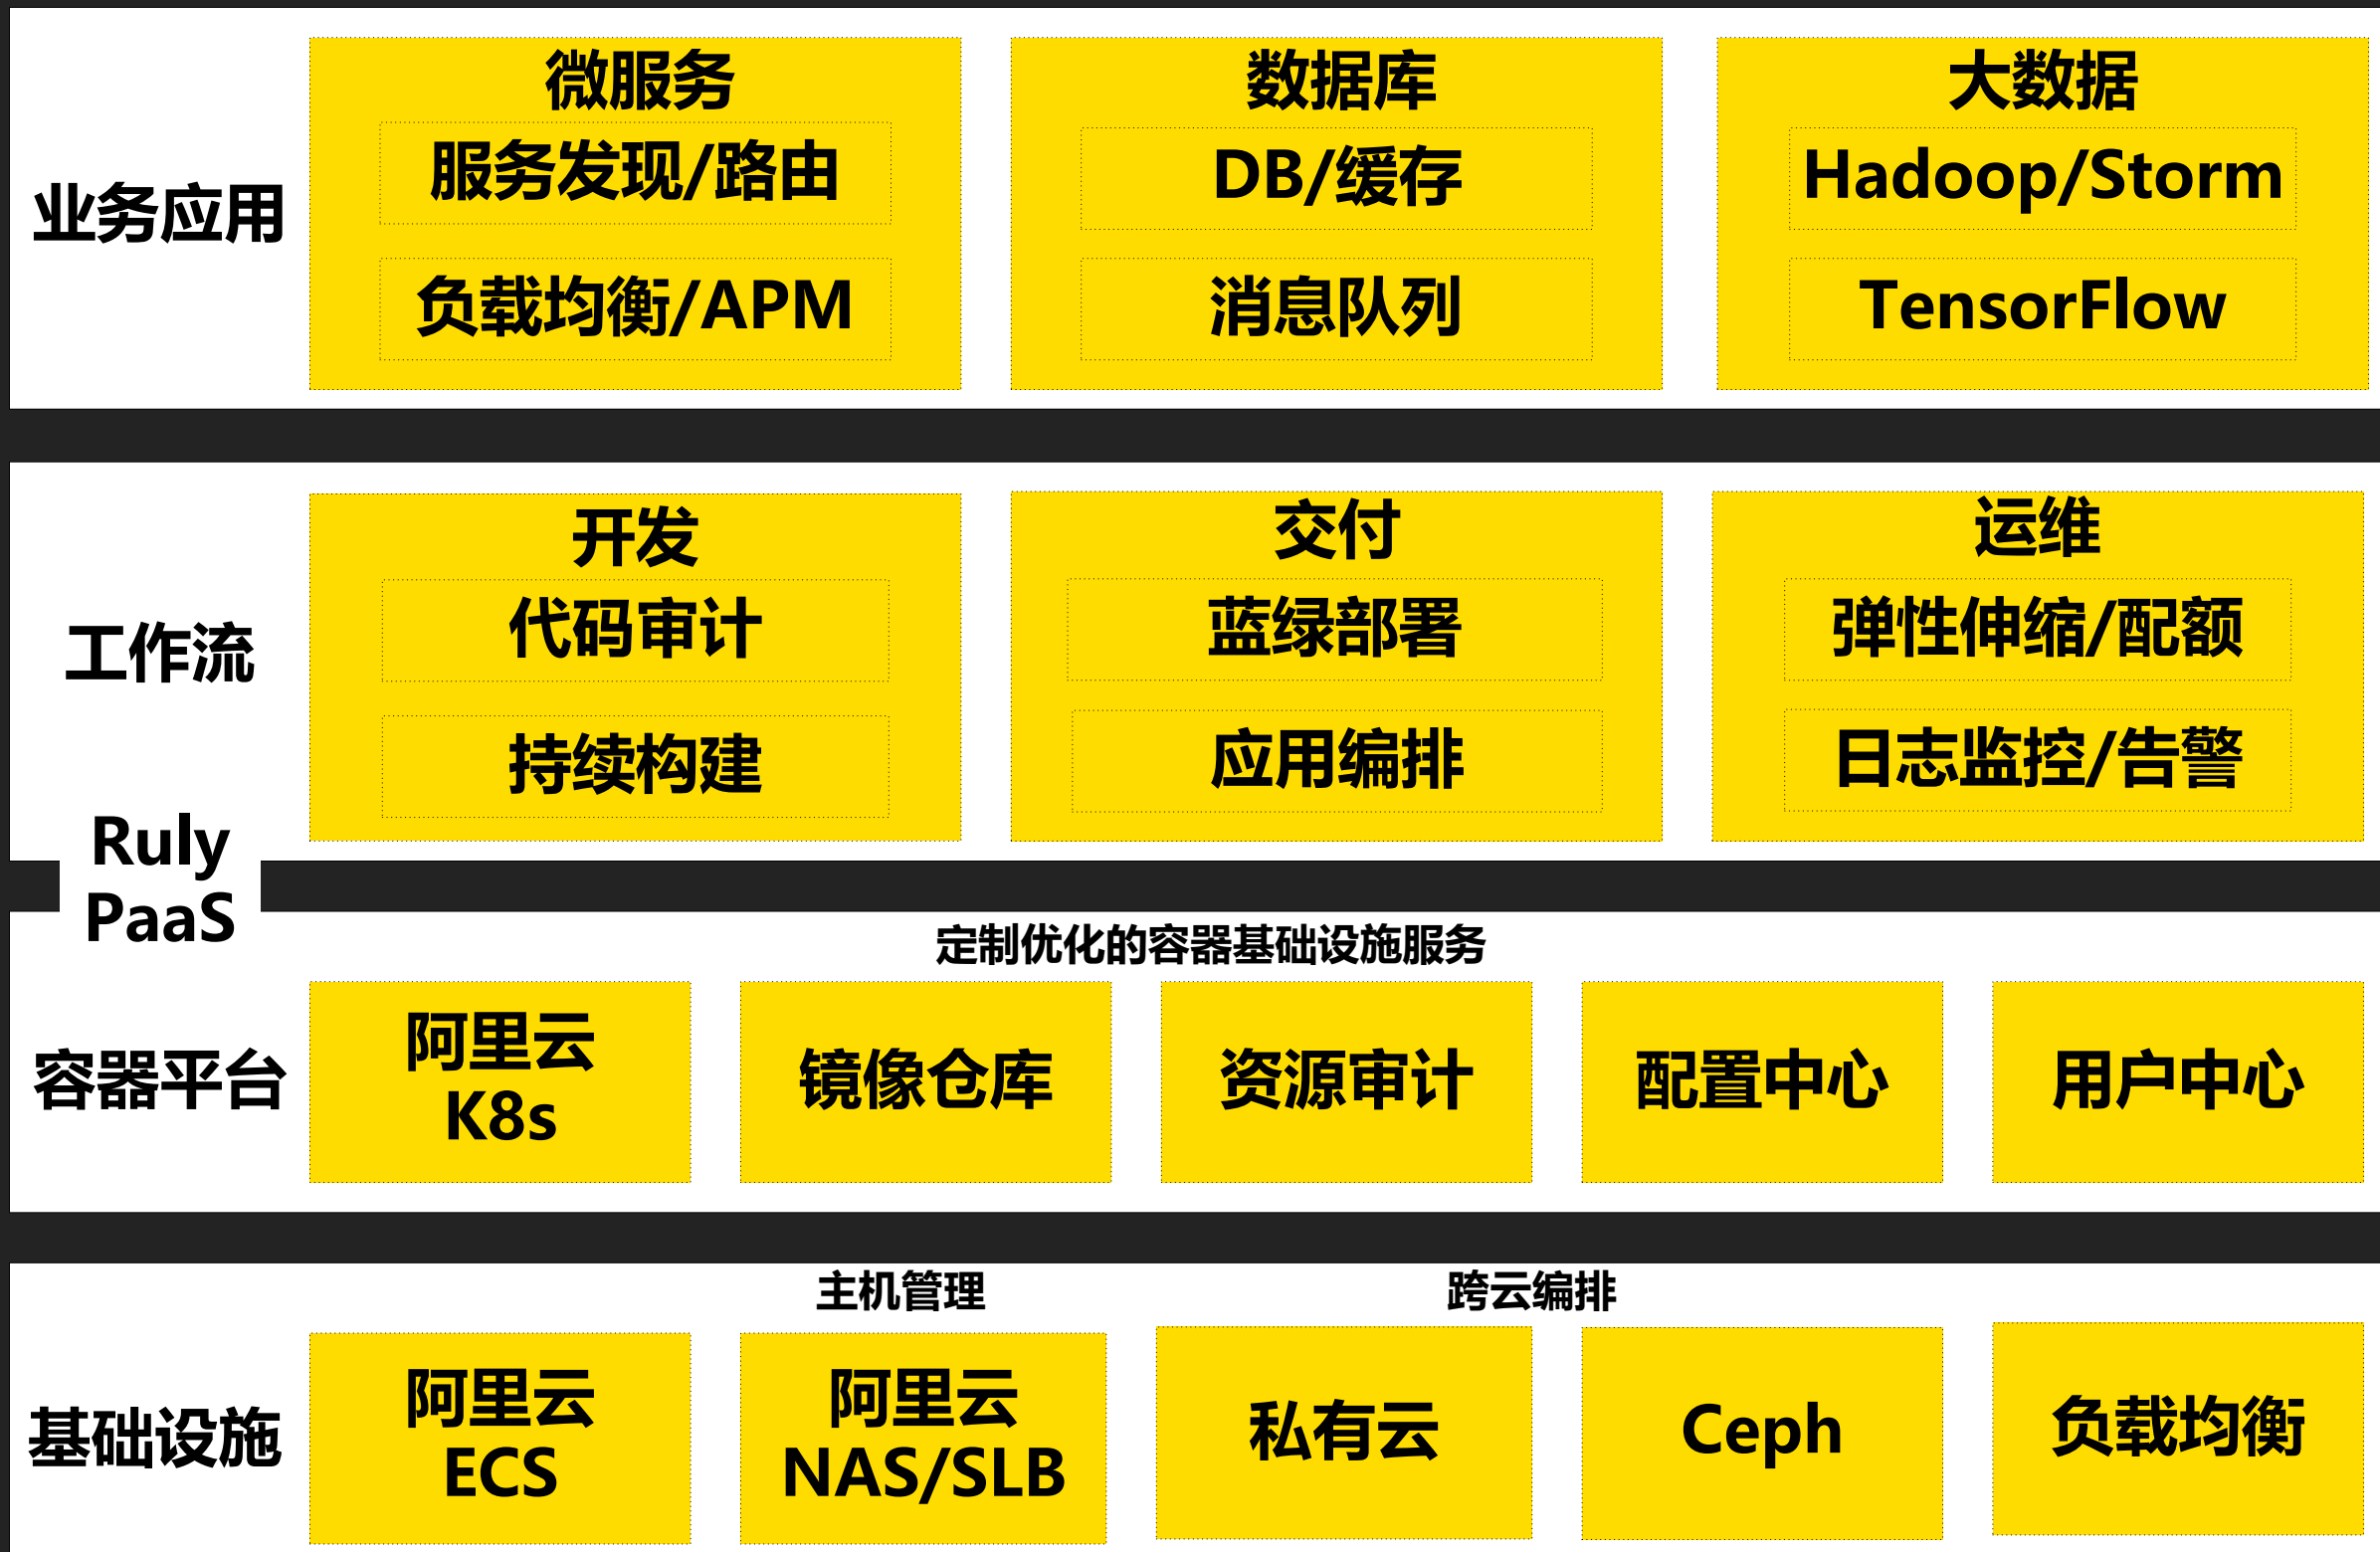 业务应用
微服务
服务发现/路由
负载均衡/APM
数据库
DB/缓存
消息队列
大数据
Hadoop/Storm
TensorFlow
工作流
开发
代码审计
持续构建
交付
蓝绿部署
应用编排
运维
弹性伸缩/配额
日志监控/告警
Ruly
PaaS
容器平台
定制优化的容器基础设施服务
阿里云
K8s
镜像仓库
资源审计
配置中心
用户中心
基础设施
主机管理
跨云编排
阿里云
ECS
阿里云
NAS/SLB
私有云
Ceph
负载均衡